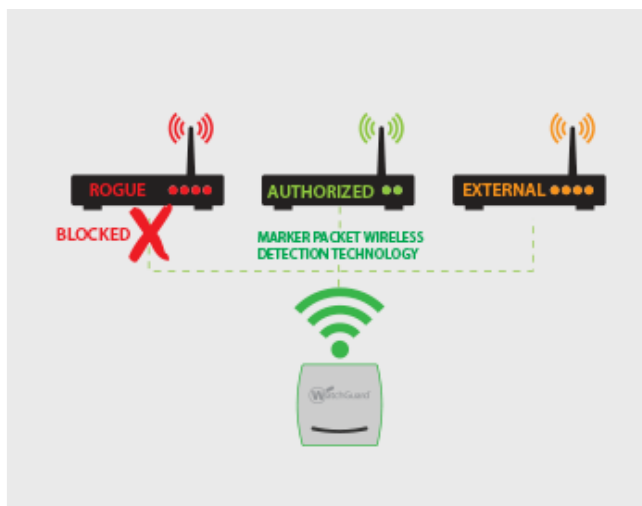 ROGUE
AUTHORIZED
EXTERNAL
BLOCKED
MARKER PACKET WIRELESS
DETECTION TECHNOLOGY
WatchGuard